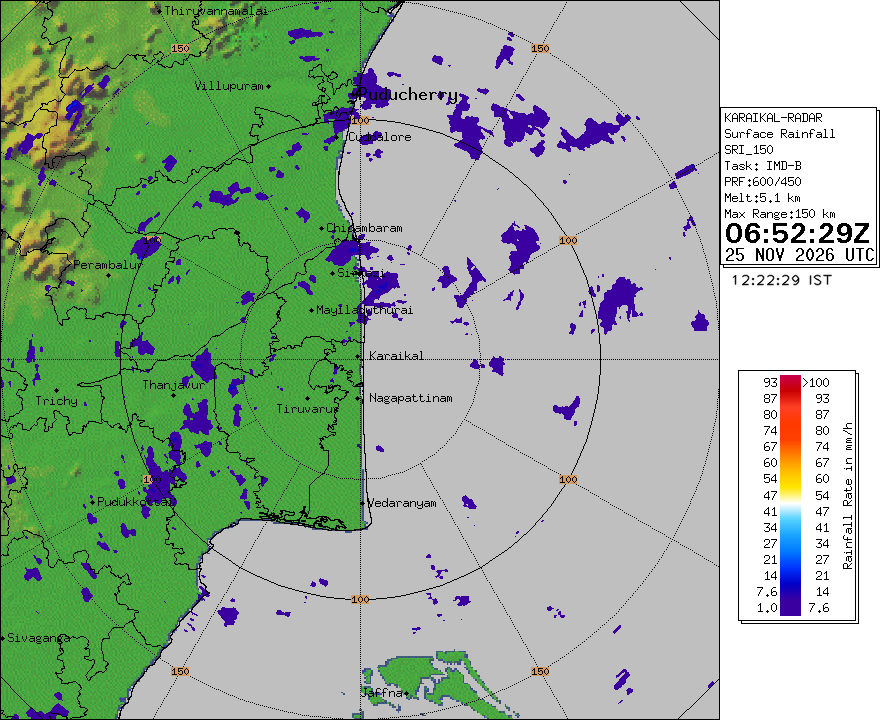 Thiruvannamalai
150
150
Villupuram
Puducherry
100
Cuddalore
KARAIKAL-RADAR
Surface Rainfall
SRI_150
Task: IMD-B
PRF:600/450
Melt:5.1 km
Max Range:150 km
06:52:29Z
25 NOV 2026 UTC
12:22:29 IST
Chidambaram
100
100
Perambalur
Sirkazi
Mayiladuthurai
Karaikal
Thanjavur
Trichy
Tiruvarur
Nagapattinam
100
100
Pudukkottai
Vedaranyam
100
Sivaganga
150
150
Jaffna
93 >100
87 93
80 87
74 80
67 74
60 67
54 60
47 54
41 47
34 41
27 34
21 27
14 21
7.6 14
1.0 7.6
Rainfall Rate in mm/h